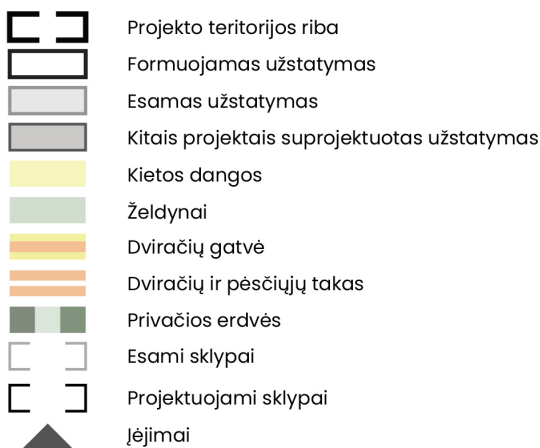 Projekto teritorijos riba
Formuojamas užstatymas
Esamas užstatymas
Kitais projektais suprojektuotas užstatymas
Kietos dangos
Želdynai
Dviračių gatvė
Dviračių ir pėsčiųjų takas
Privačios erdvės
Esami sklypai
Projektuojami sklypai
Įėjimai